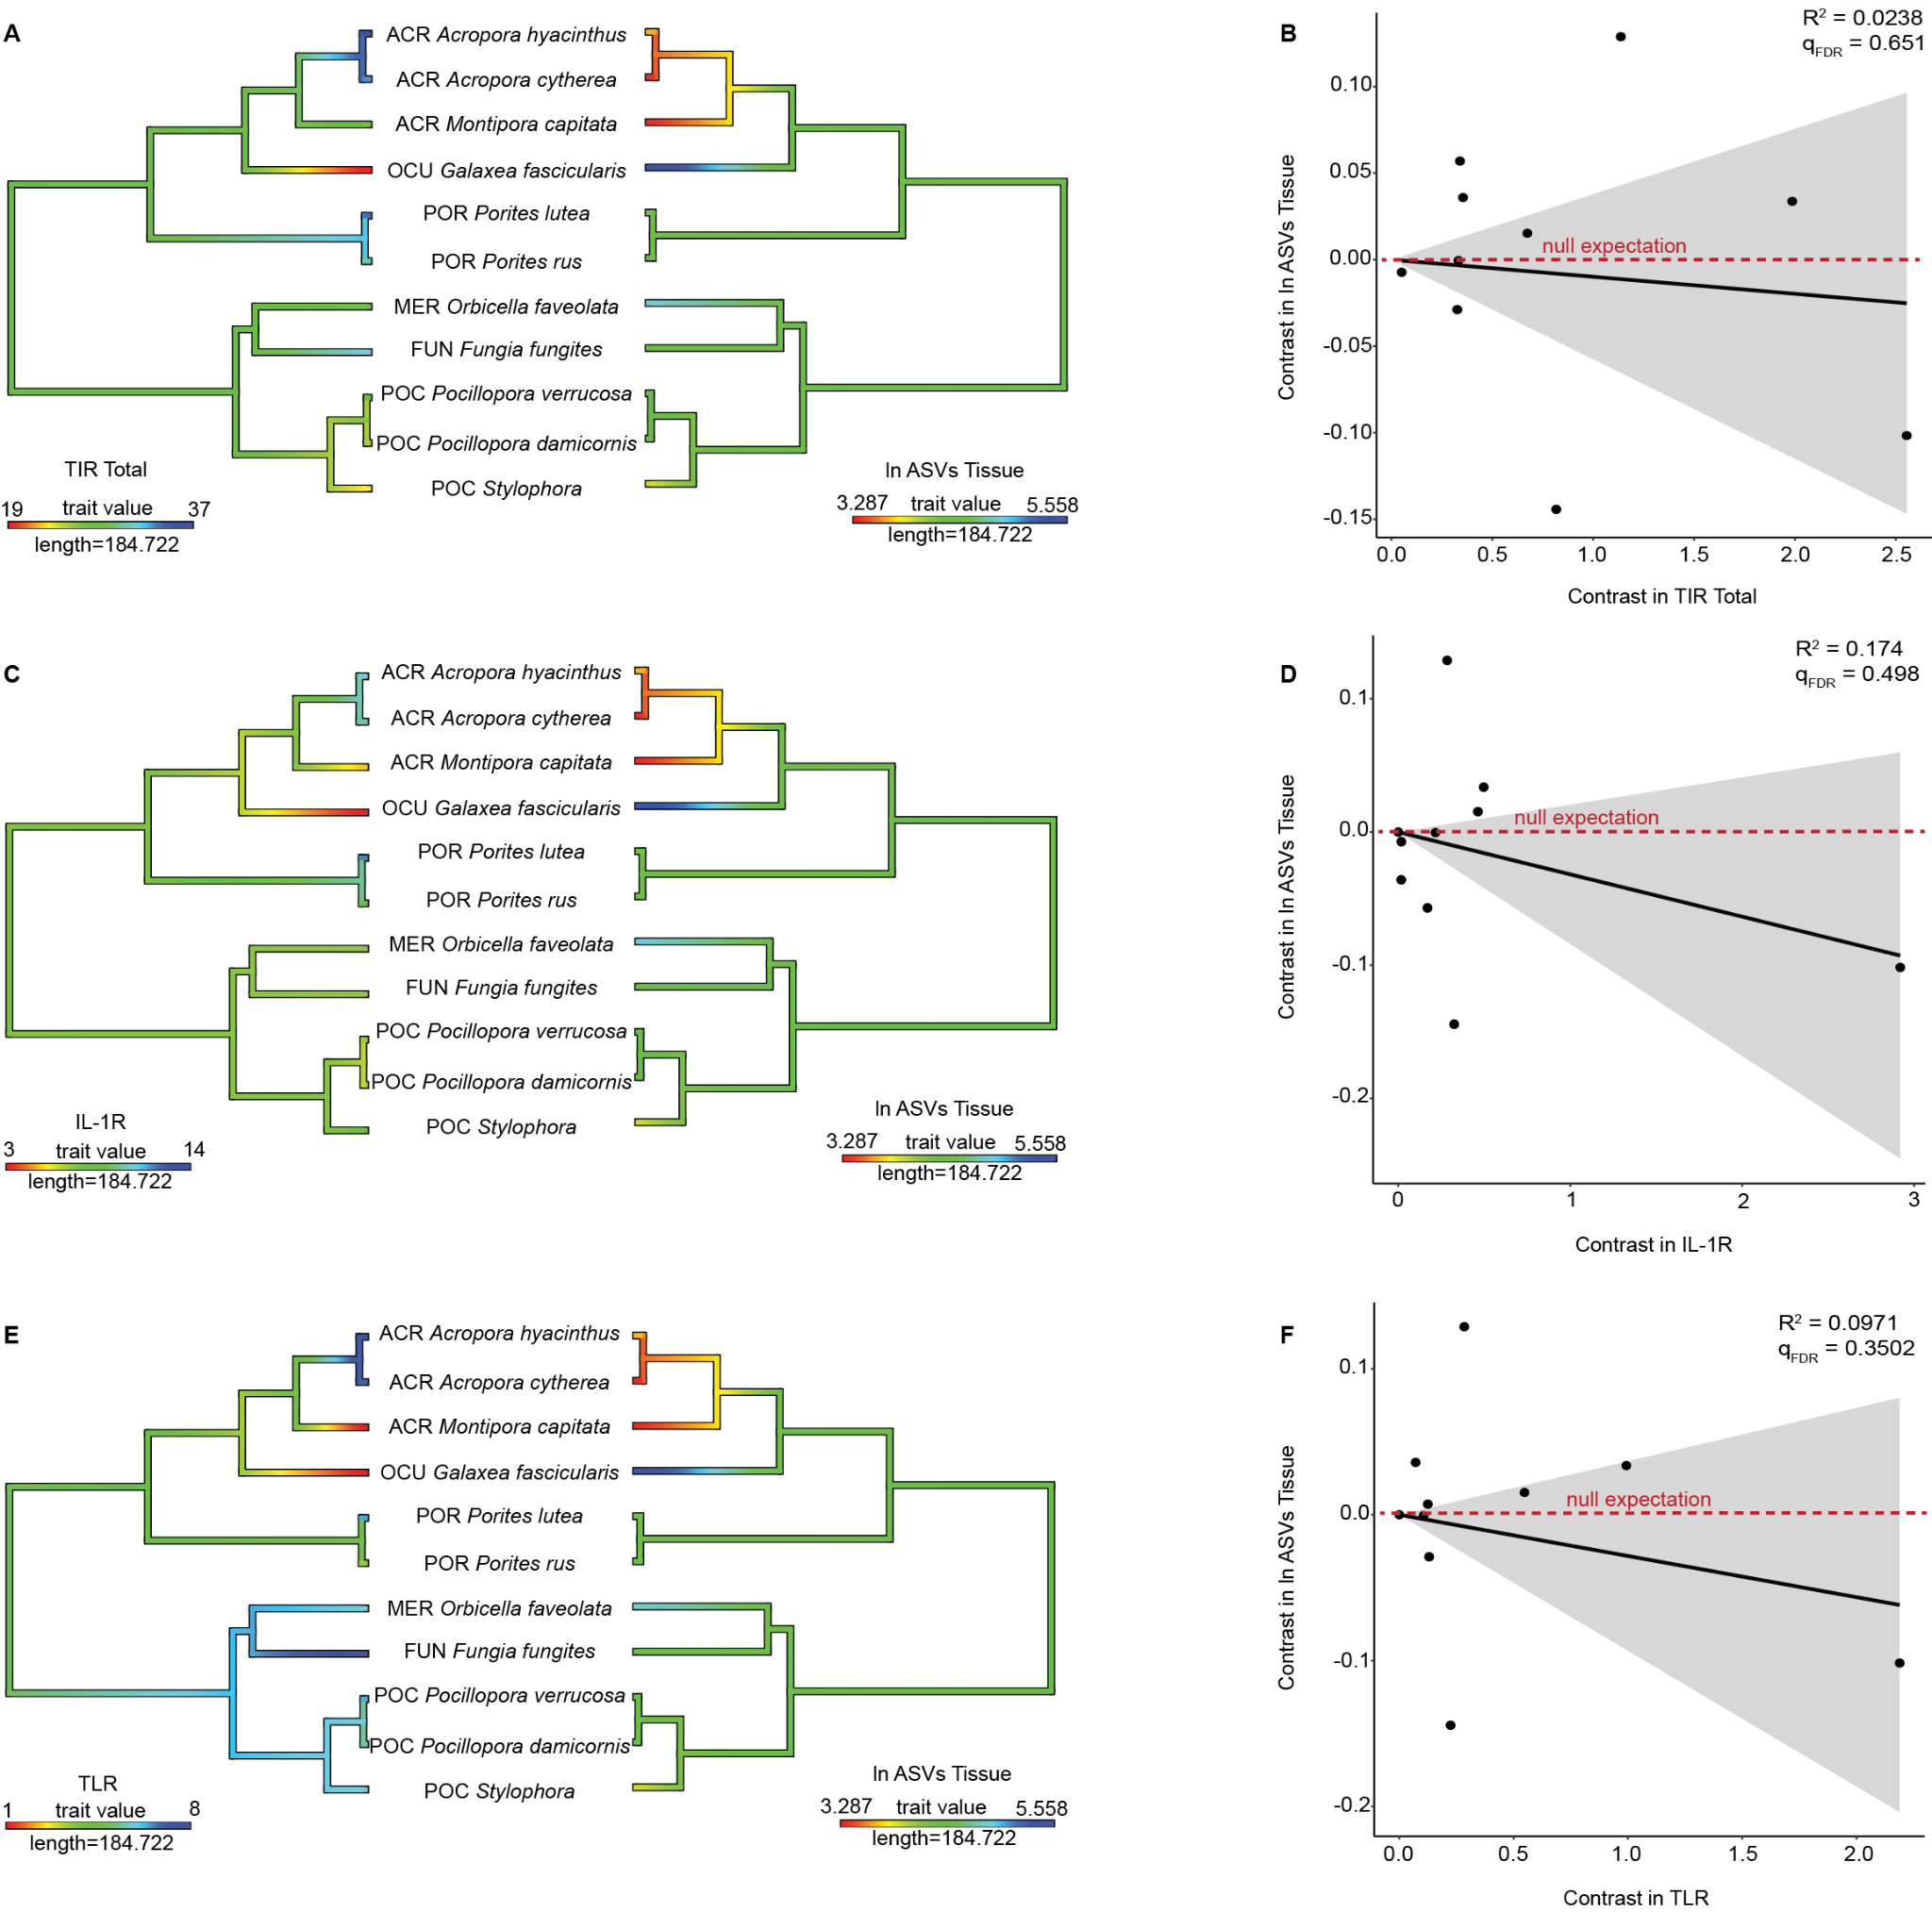 A
ACR Acropora hyacinthus
ACR Acropora cytherea
ACR Montipora capitata
OCU Galaxea fascicularis
POR Porites lutea
POR Porites rus
MER Orbicella faveolata
FUN Fungia fungites
POC Pocillopora verrucosa
POC Pocillopora damicornis
POC Stylophora
TIR Total
19 trait value 37
length=184.722
ln ASVs Tissue
3.287 trait value 5.558
length=184.722
B
R² = 0.0238
qFDR = 0.651
Contrast in ln ASVs Tissue
0.10
0.05
0.00
-0.05
-0.10
-0.15
null expectation
0.0 0.5 1.0 1.5 2.0 2.5
Contrast in TIR Total
C
ACR Acropora hyacinthus
ACR Acropora cytherea
ACR Montipora capitata
OCU Galaxea fascicularis
POR Porites lutea
POR Porites rus
MER Orbicella faveolata
FUN Fungia fungites
POC Pocillopora verrucosa
POC Pocillopora damicornis
POC Stylophora
IL-1R
3 trait value 14
length=184.722
ln ASVs Tissue
3.287 trait value 5.558
length=184.722
D
R² = 0.174
qFDR = 0.498
Contrast in ln ASVs Tissue
0.1
0.0
-0.1
-0.2
null expectation
0 1 2 3
Contrast in IL-1R
E
ACR Acropora hyacinthus
ACR Acropora cytherea
ACR Montipora capitata
OCU Galaxea fascicularis
POR Porites lutea
POR Porites rus
MER Orbicella faveolata
FUN Fungia fungites
POC Pocillopora verrucosa
POC Pocillopora damicornis
POC Stylophora
TLR
1 trait value 8
length=184.722
ln ASVs Tissue
3.287 trait value 5.558
length=184.722
F
R² = 0.0971
qFDR = 0.3502
Contrast in ln ASVs Tissue
0.1
0.0
-0.1
-0.2
null expectation
0.0 0.5 1.0 1.5 2.0
Contrast in TLR